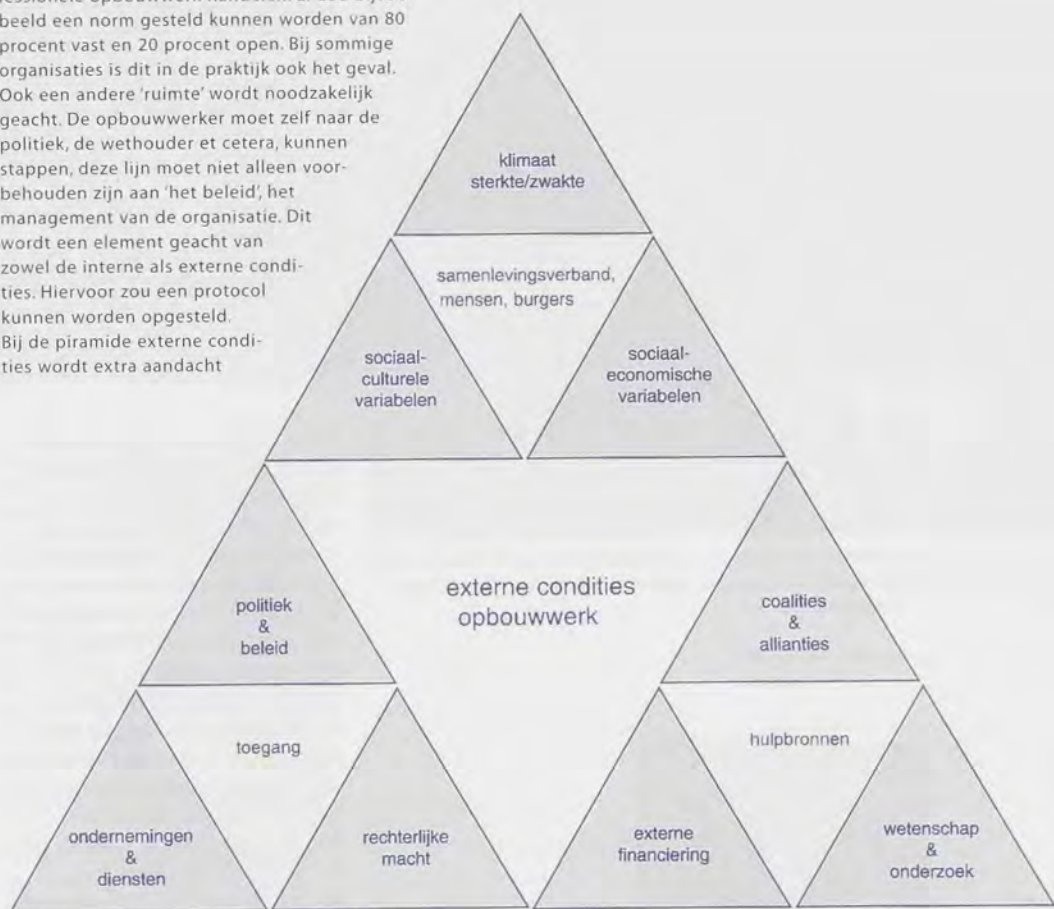 beeld een norm gesteld kunnen worden van 80
procent vast en 20 procent open. Bij sommige
organisaties is dit in de praktijk ook het geval.
Ook een andere 'ruimte' wordt noodzakelijk
geacht. De opbouwwerker moet zelf naar de
politiek, de wethouder et cetera, kunnen
stappen, deze lijn moet niet alleen voor-
behouden zijn aan 'het beleid', het
management van de organisatie. Dit
wordt een element geacht van
zowel de interne als externe condi-
ties. Hiervoor zou een protocol
kunnen worden opgesteld.
Bij de piramide externe condi-
ties wordt extra aandacht
klimaat
sterkte/zwakte
samenlevingsverband,
mensen, burgers
sociaal-
culturele
variabelen
sociaal-
economische
variabelen
externe condities
opbouwwerk
politiek
&
beleid
coalities
&
allianties
toegang
hulpbronnen
ondernemingen
&
diensten
rechterlijke
macht
externe
financiering
wetenschap
&
onderzoek